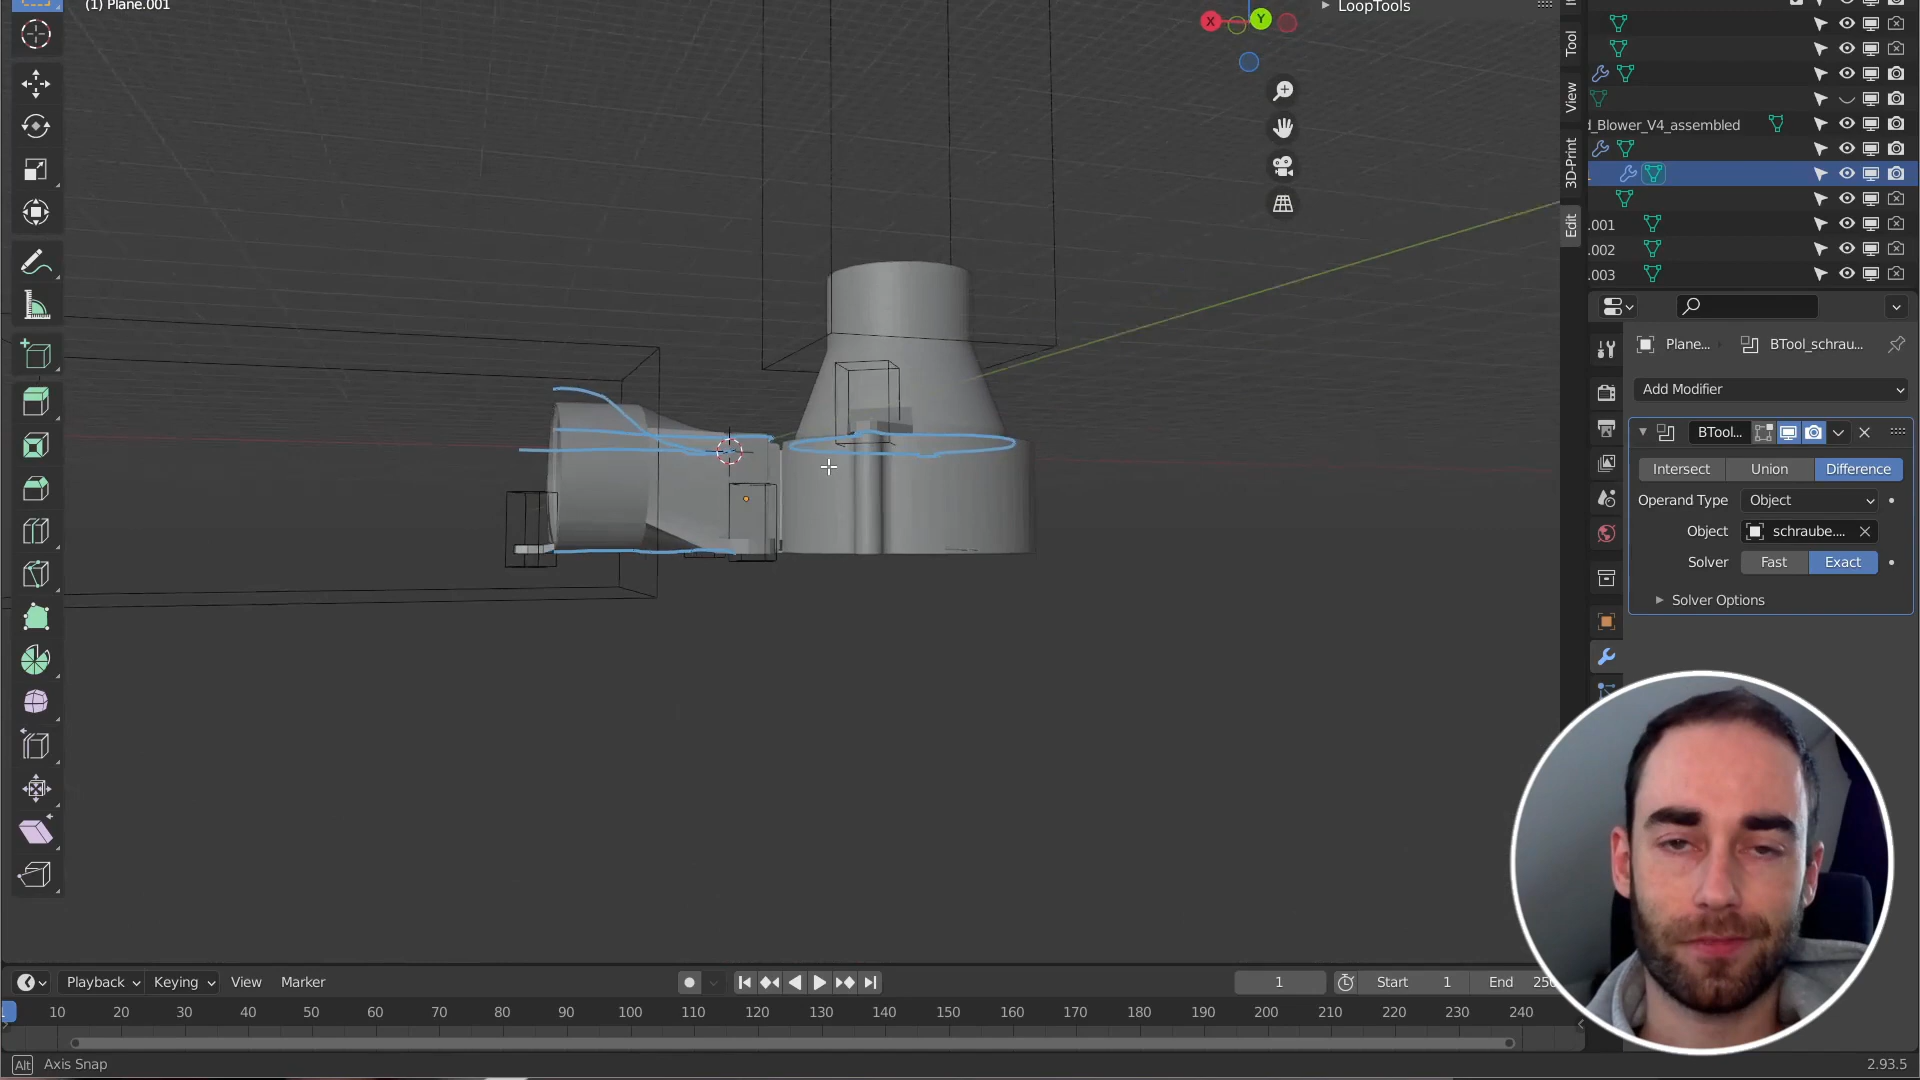 (1) Plane.001
LoopTools
X
Y
Tool
View
3D-Print
Edit
d_Blower_V4_assembled
.001
.002
.003
Plane...
BTool_schrau...
Add Modifier
BTool...
Intersect
Union
Difference
Operand Type
Object
Object
schraube....
Solver
Fast
Exact
Solver Options
Playback
Keying
View
Marker
1
Start
1
End
250
10
20
30
40
50
60
70
80
90
100
110
120
130
140
150
160
170
180
190
200
210
220
230
240
Alt
Axis Snap
2.93.5